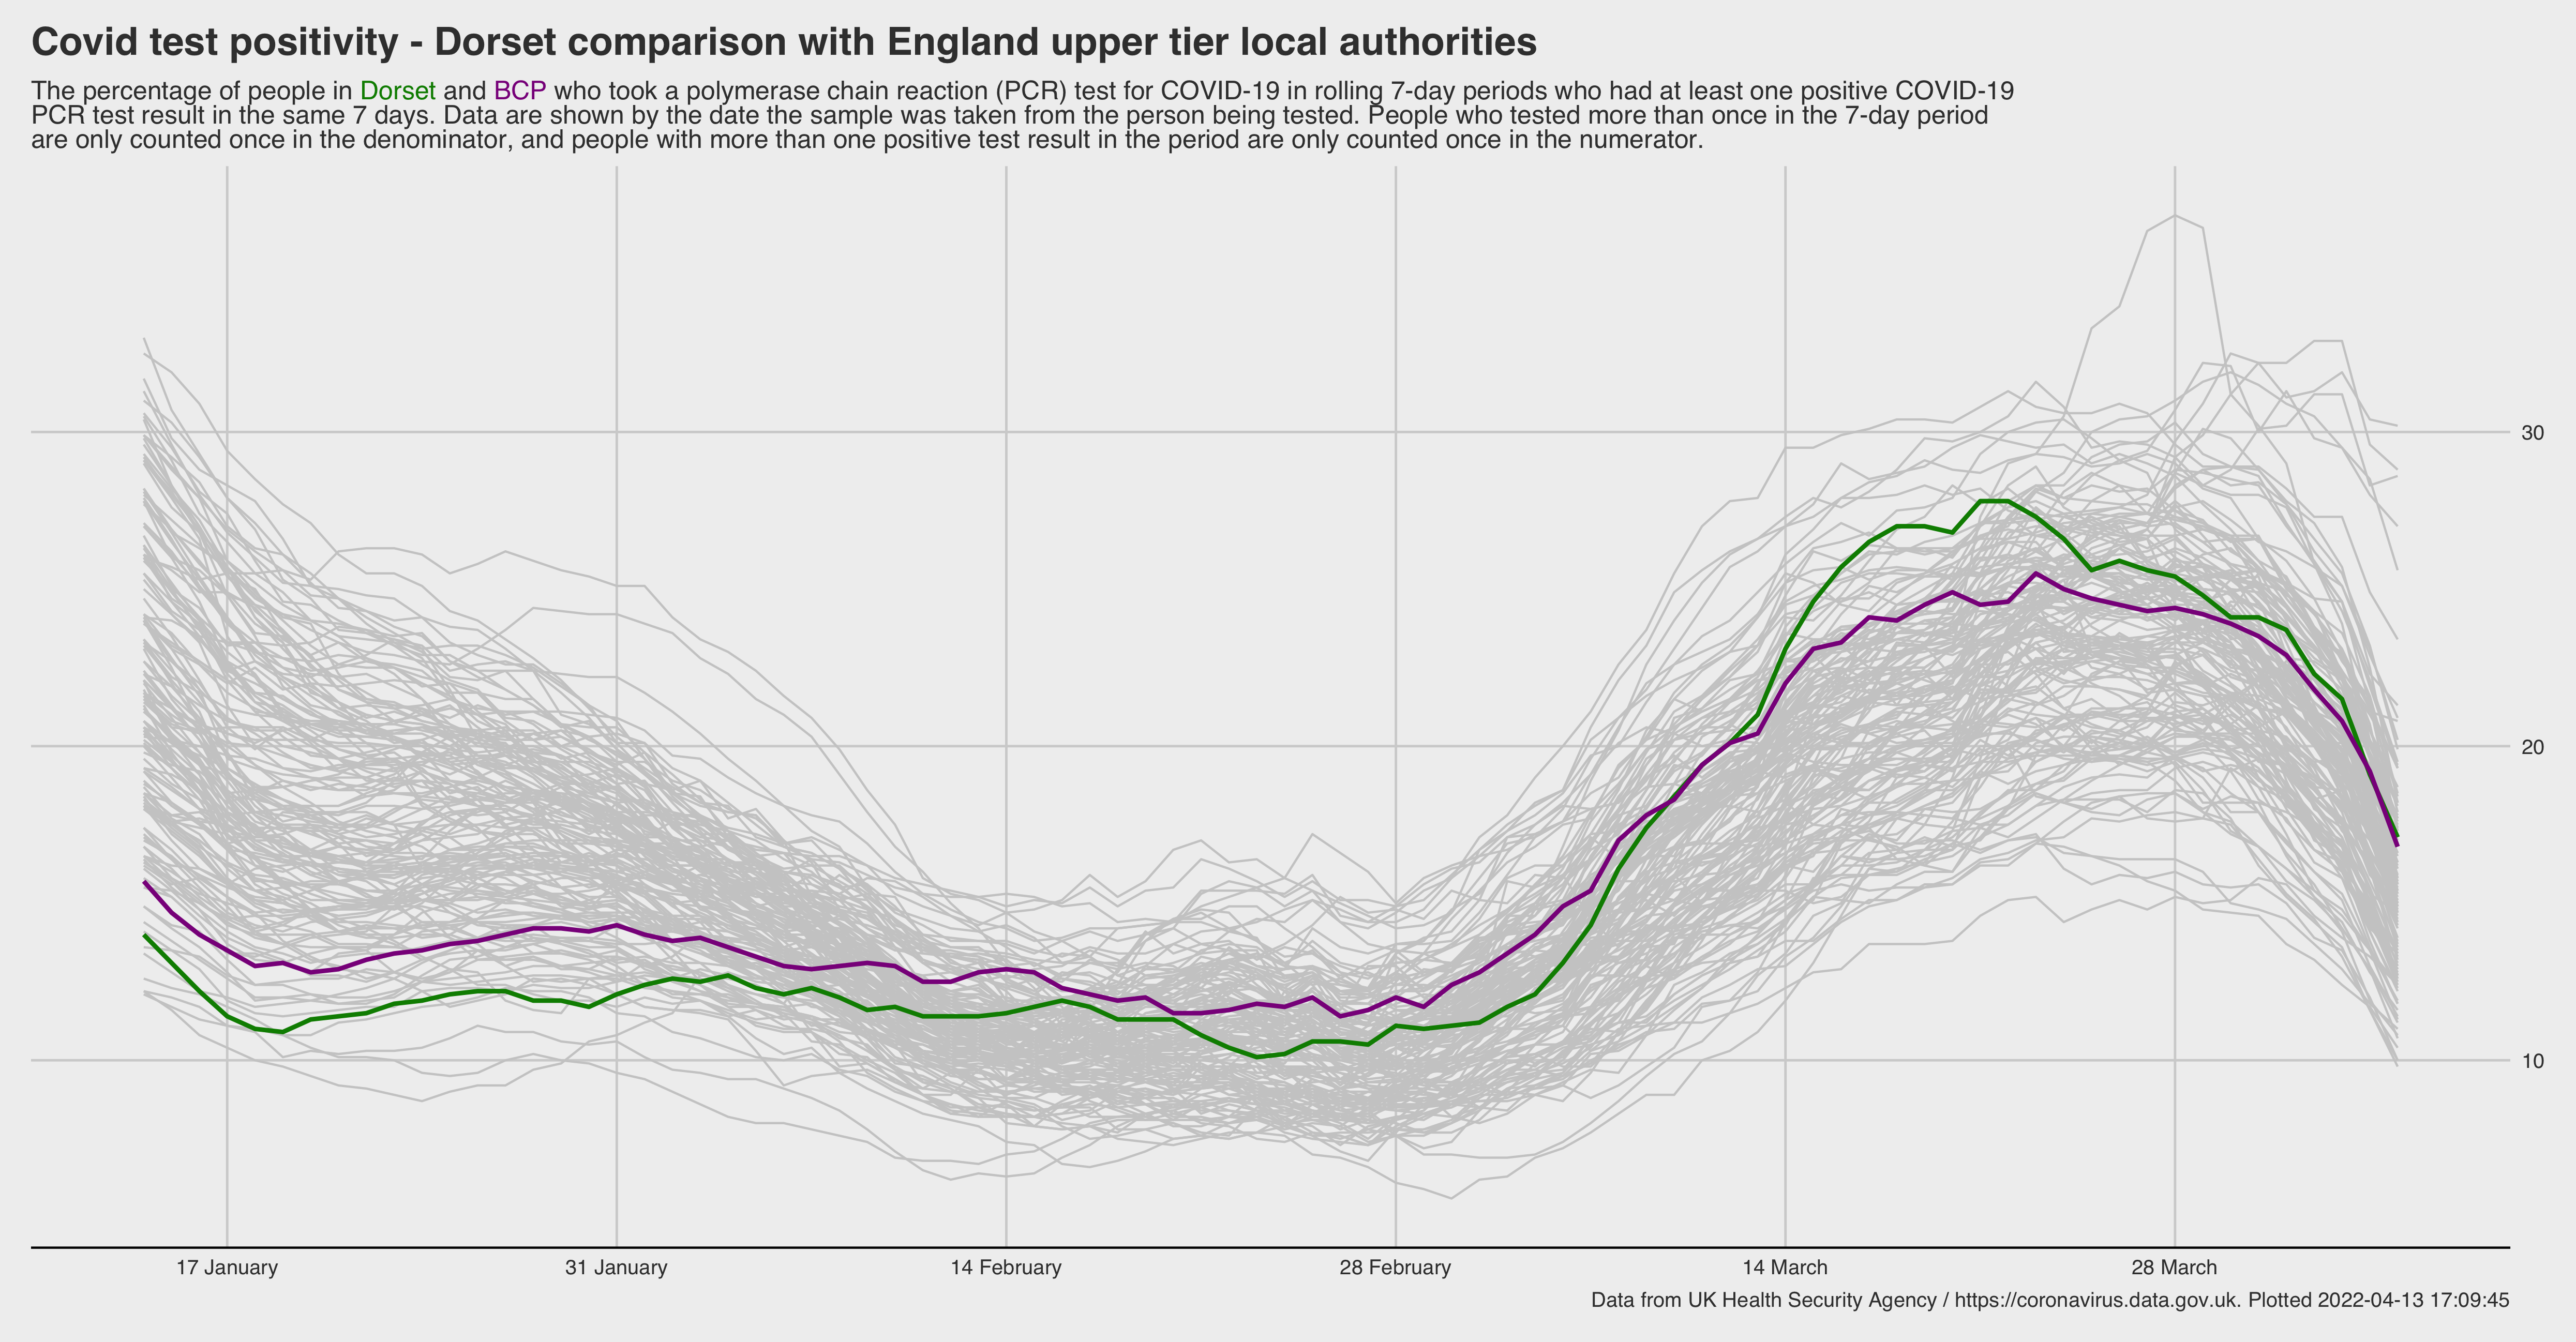 Covid test positivity - Dorset comparison with England upper tier local authorities
The percentage of people in Dorset and BCP who took a polymerase chain reaction (PCR) test for COVID-19 in rolling 7-day periods who had at least one positive COVID-19
PCR test result in the same 7 days. Data are shown by the date the sample was taken from the person being tested. People who tested more than once in the 7-day period
are only counted once in the denominator, and people with more than one positive test result in the period are only counted once in the numerator.
30
20
10
17 January
31 January
14 February
28 February
14 March
28 March
Data from UK Health Security Agency / https://coronavirus.data.gov.uk. Plotted 2022-04-13 17:09:45